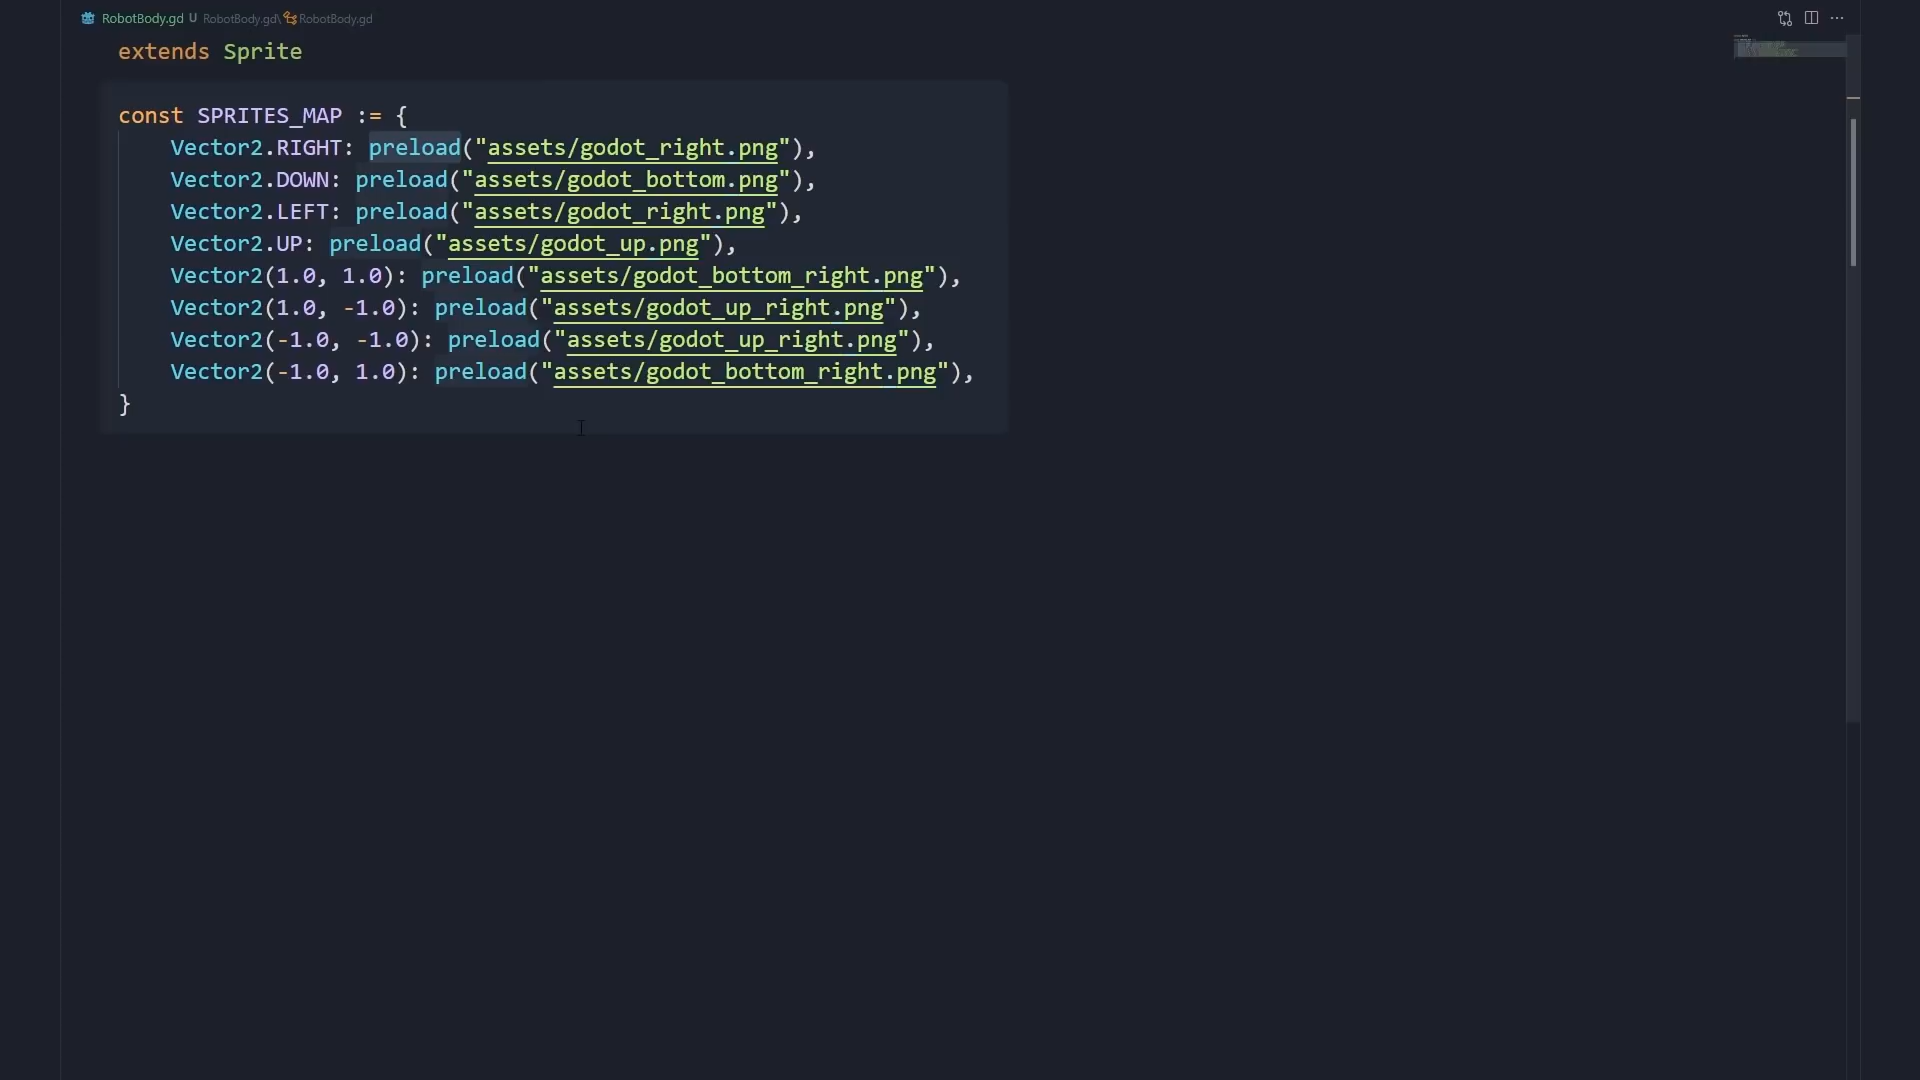 RobotBody.gd U RobotBody.gd\ RobotBody.gd
extends Sprite
const SPRITES_MAP := {
    Vector2.RIGHT: preload("assets/godot_right.png"),
    Vector2.DOWN: preload("assets/godot_bottom.png"),
    Vector2.LEFT: preload("assets/godot_right.png"),
    Vector2.UP: preload("assets/godot_up.png"),
    Vector2(1.0, 1.0): preload("assets/godot_bottom_right.png"),
    Vector2(1.0, -1.0): preload("assets/godot_up_right.png"),
    Vector2(-1.0, -1.0): preload("assets/godot_up_right.png"),
    Vector2(-1.0, 1.0): preload("assets/godot_bottom_right.png"),
}